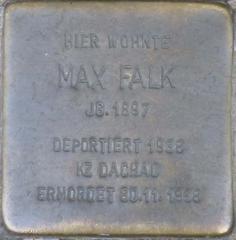 HIER WOHNTE
MAX FALK
JG. 1897
DEPORTIERT 1938
KZ DACHAU
ERMORDET 30.11.1938